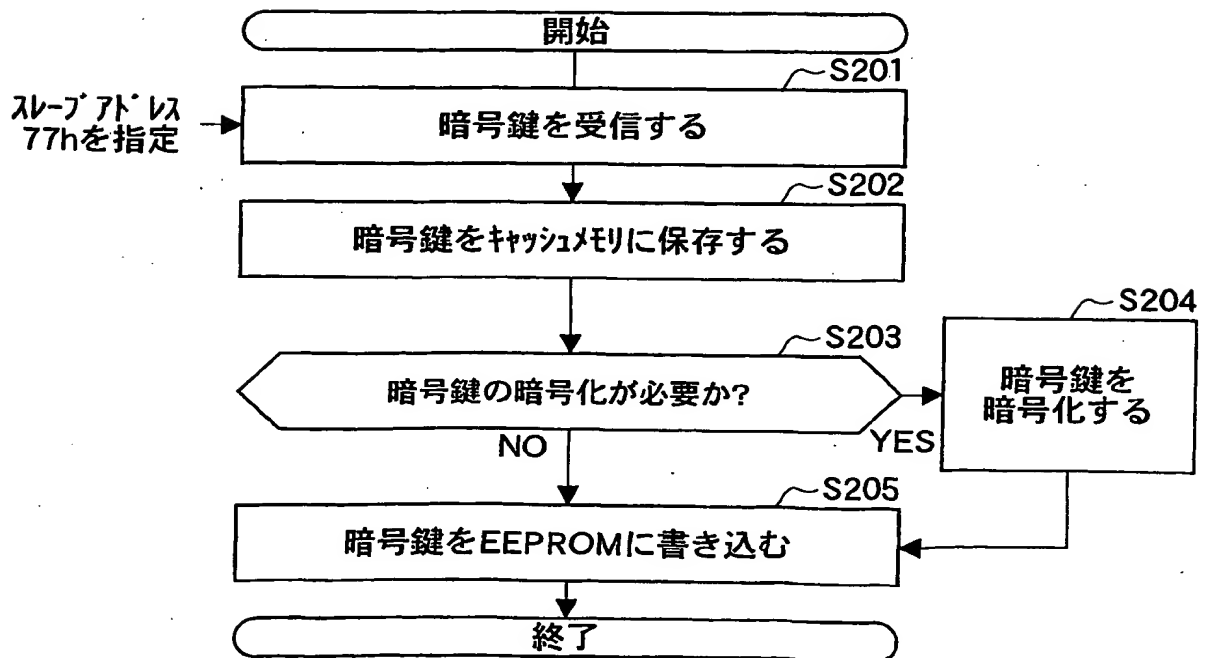 開始
S201
スレーブアドレス
77hを指定
暗号鍵を受信する
S202
暗号鍵をキャッシュメモリに保存する
S203
暗号鍵の暗号化が必要か?
NO
YES
S204
暗号鍵を
暗号化する
S205
暗号鍵をEEPROMに書き込む
終了